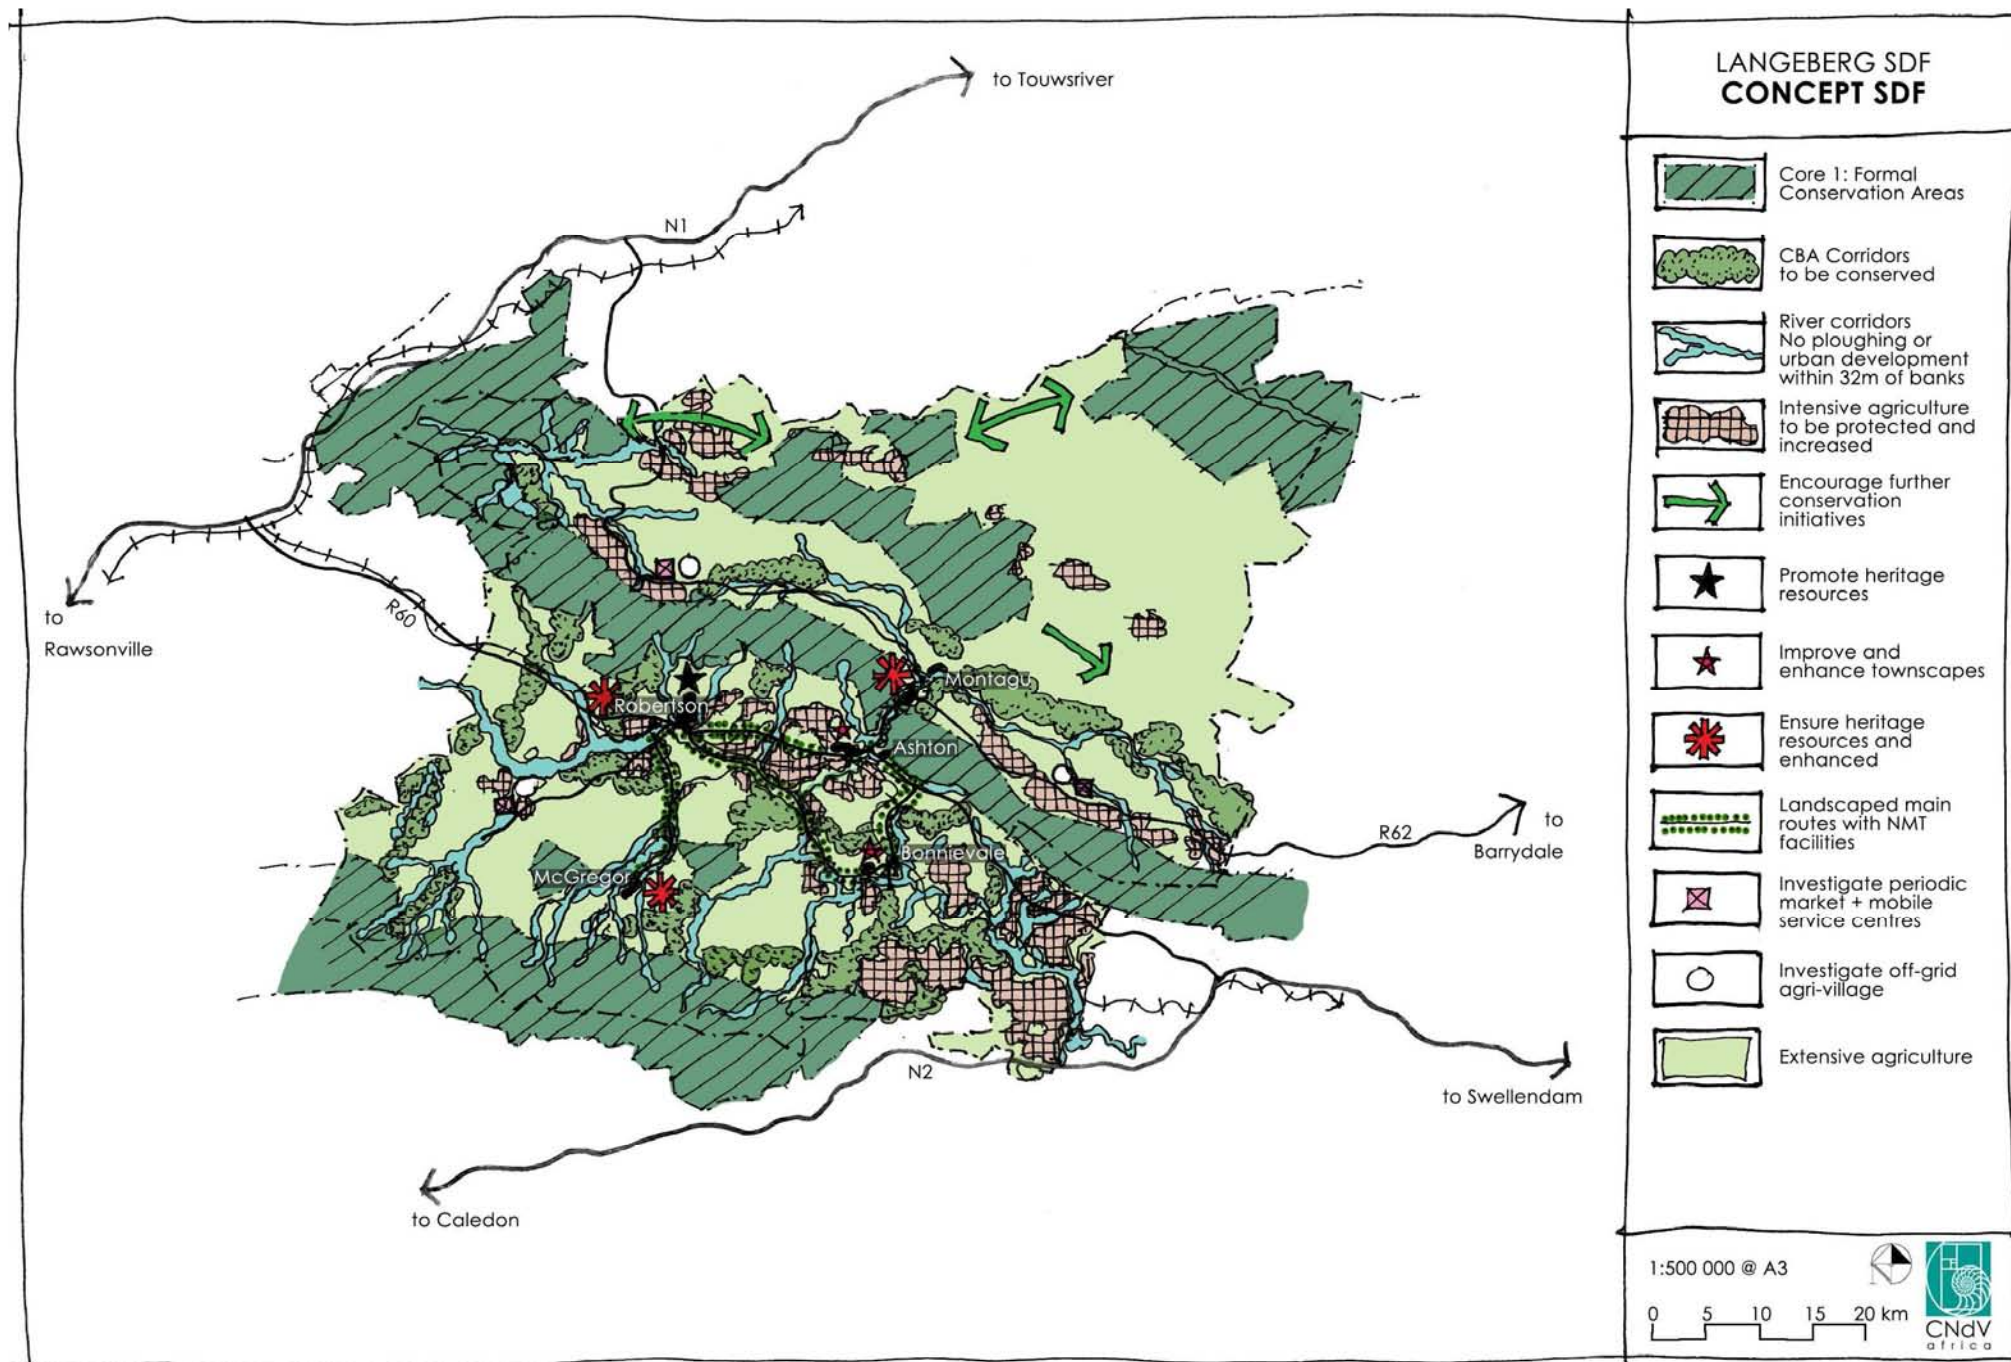 LANGEBERG SDF
CONCEPT SDF
Core 1: Formal
Conservation Areas
CBA Corridors
to be conserved
River corridors
No ploughing or
urban development
within 32m of banks
Intensive agriculture
to be protected and
increased
Encourage further
conservation
initiatives
Promote heritage
resources
Improve and
enhance townscapes
Ensure heritage
resources and
enhanced
Landscaped main
routes with NMT
facilities
Investigate periodic
market + mobile
service centres
Investigate off-grid
agri-village
Extensive agriculture
1:500 000 @ A3
0 5 10 15 20 km
CNdV
africa
to Touwsriver
N1
to
Rawsonville
R60
Montagu
Robertson
Ashton
Bonnievale
McGregor
R62
to
Barrydale
N2
to Swellendam
to Caledon